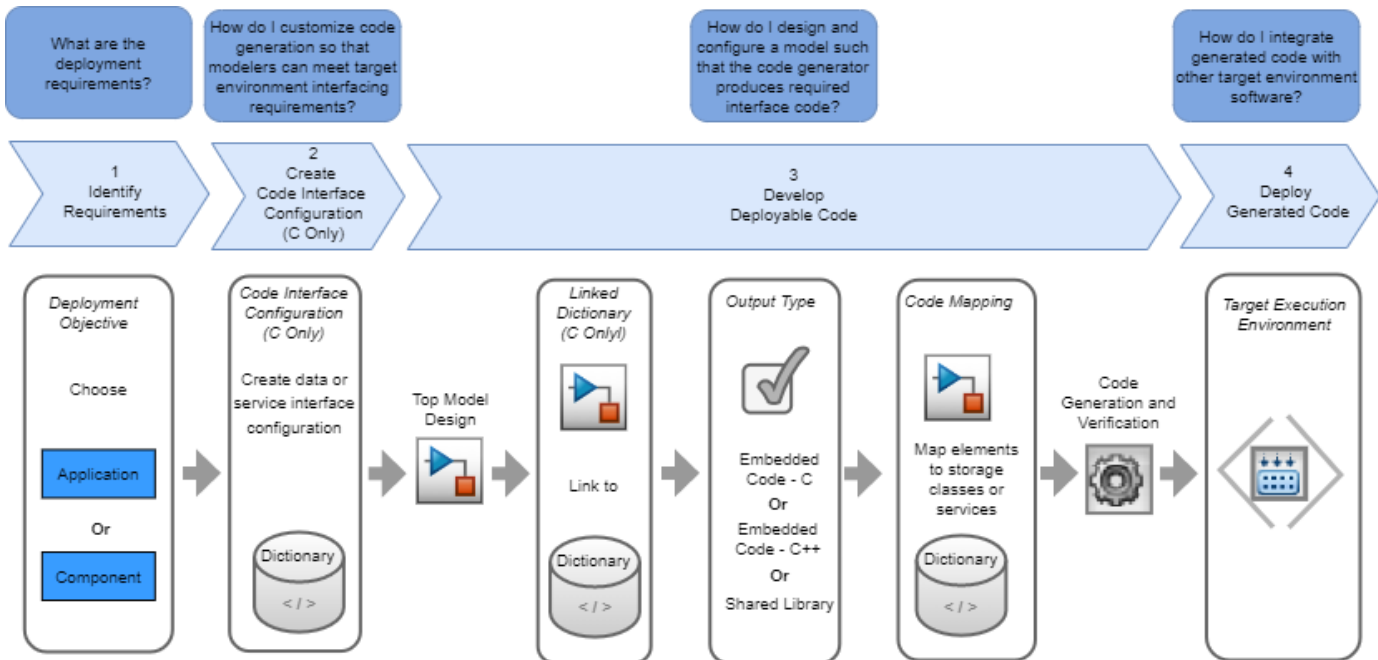 What are the
deployment
requirements?
How do I customize code
generation so that
modelers can meet target
environment interfacing
requirements?
How do I design and
configure a model such
that the code generator
produces required
interface code?
How do I integrate
generated code with
other target environment
software?
1
Identify
Requirements
2
Create
Code Interface
Configuration
(C Only)
3
Develop
Deployable Code
4
Deploy
Generated Code
Deployment
Objective
Choose
Application
Or
Component
Code Interface
Configuration
(C Only)
Create data or
service interface
configuration
Dictionary
< / >
Top Model
Design
Linked
Dictionary
(C Onlyl)
Link to
Dictionary
< / >
Output Type
Embedded
Code - C
Or
Embedded
Code - C++
Or
Shared Library
Code Mapping
Map elements
to storage
classes or
services
Dictionary
< / >
Code
Generation and
Verification
Target Execution
Environment